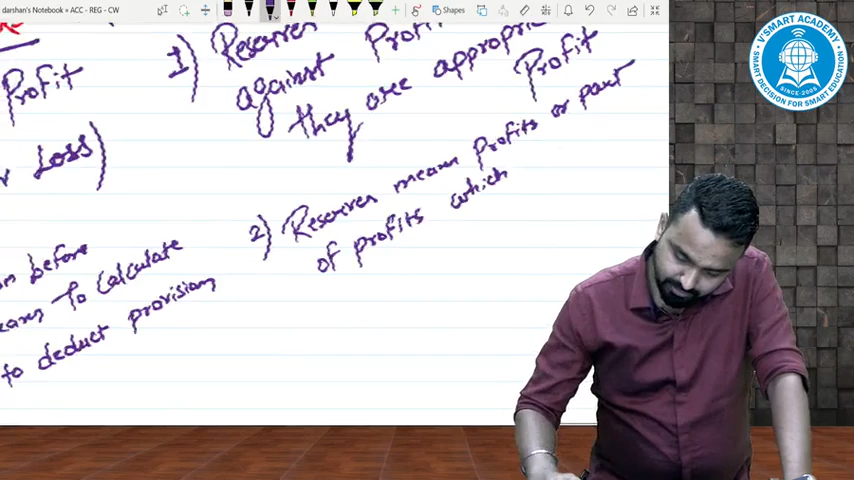 darshan's Notebook » ACC - REG - CW
Shapes
Profit
Loss)
before
To calculate
to deduct provisions
1) Reserves
against Profit
they are appropri
Profit
2) Reserves mean Profits or part
of profits which
V'SMART ACADEMY
SINCE-2009
SMART DECISION FOR SMART EDUCATION